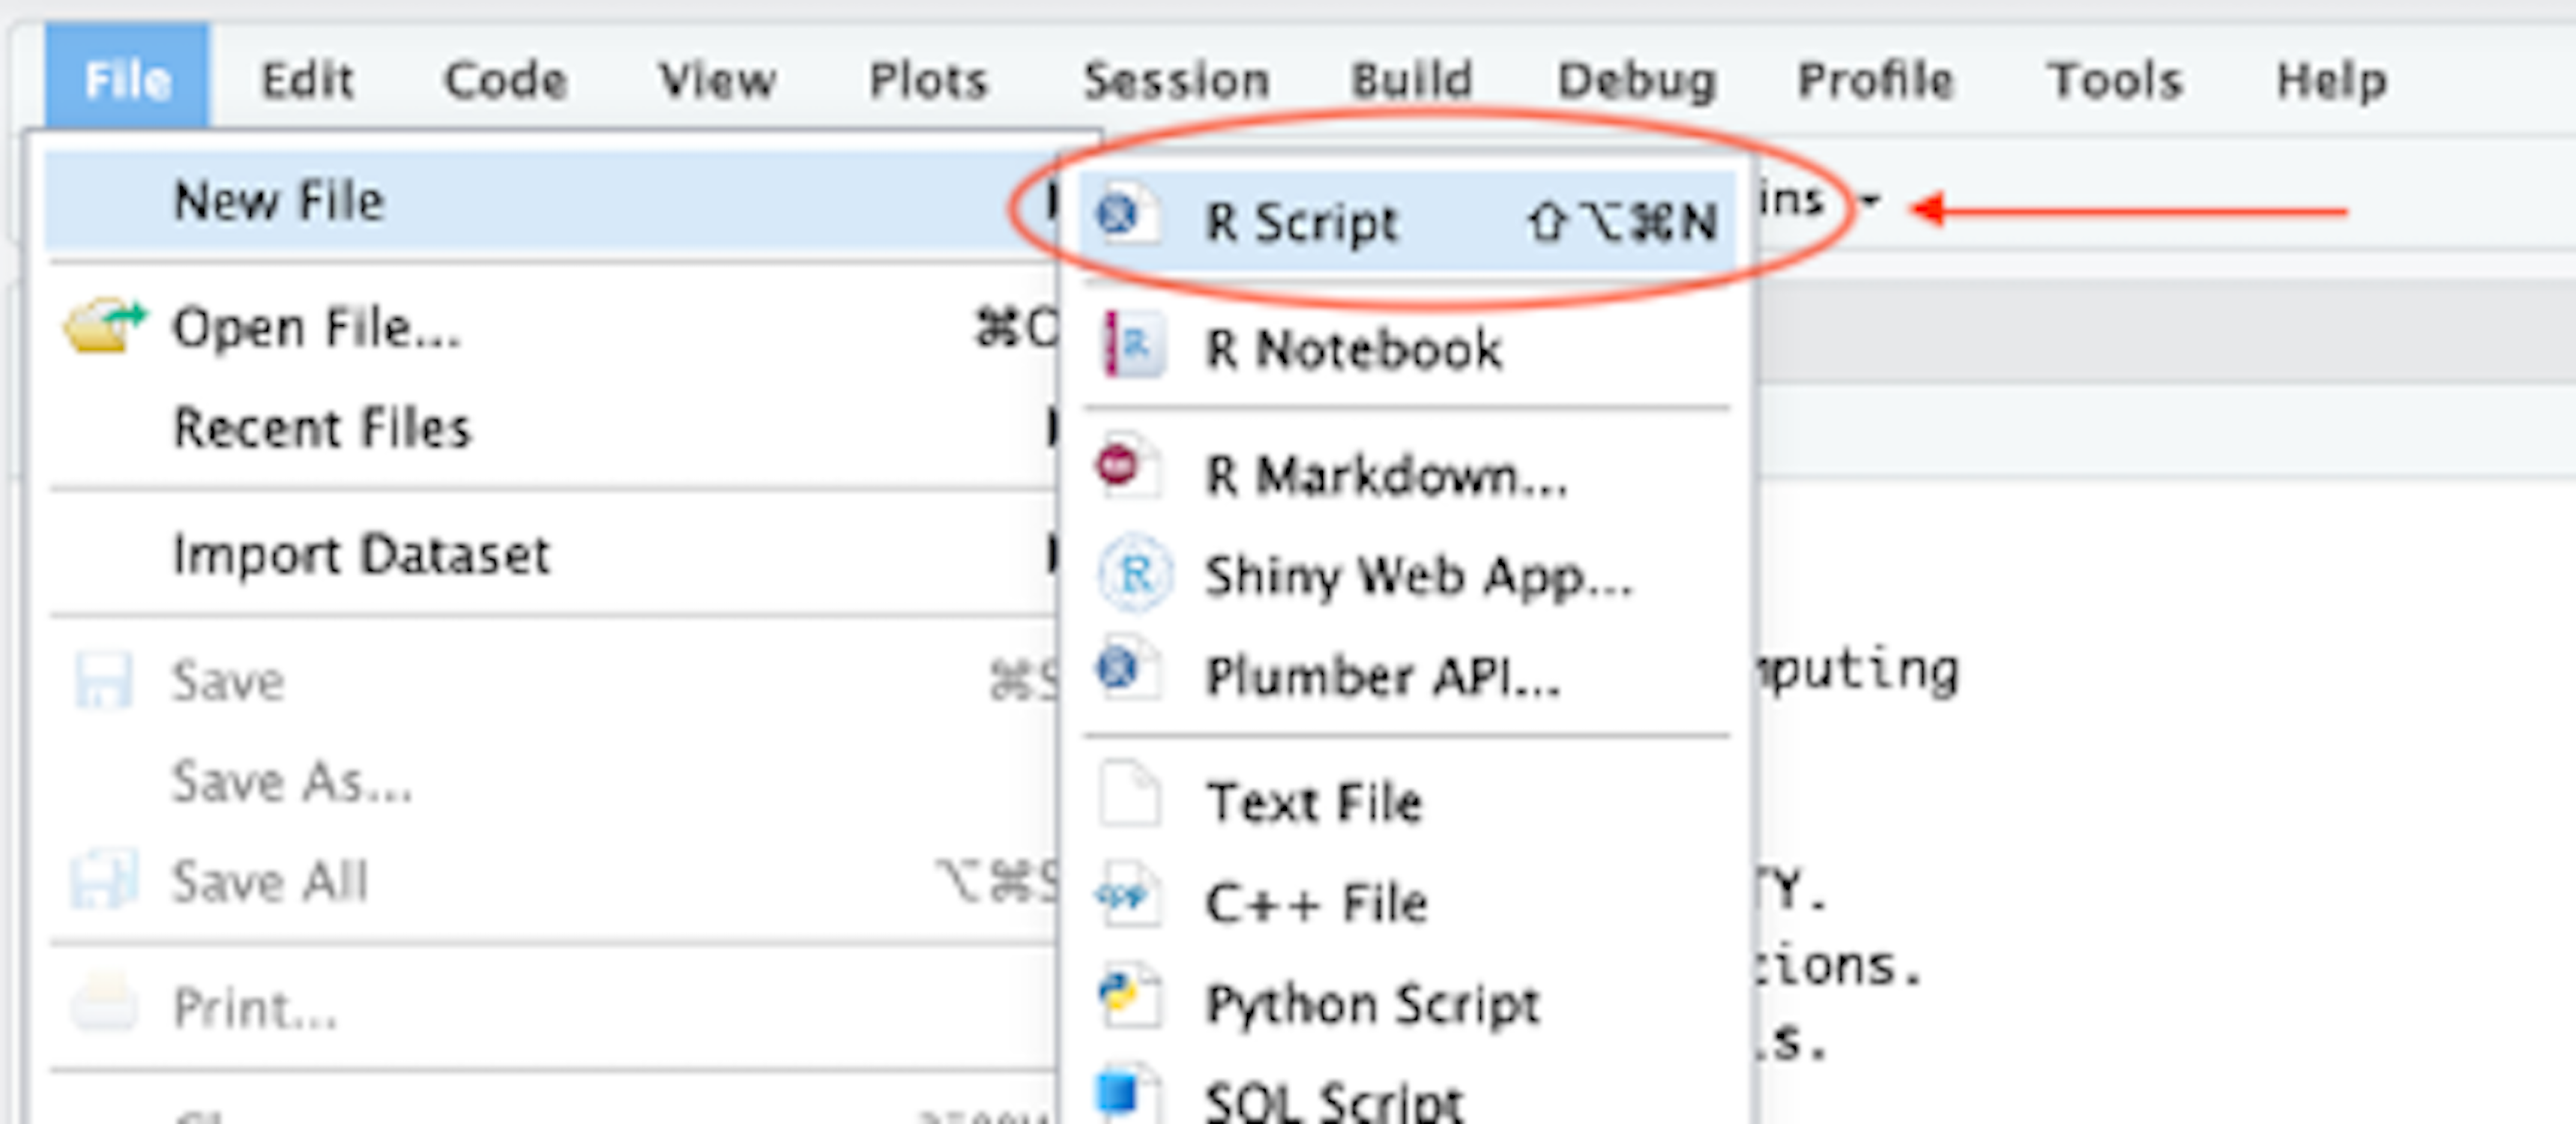 File Edit Code View Plots Session Build Debug Profile Tools Help
New File
Open File... ⌘O
Recent Files
Import Dataset
Save ⌘S
Save As...
Save All ⌥⌘S
Print...
R Script ⇧⌥⌘N
R Notebook
R Markdown...
Shiny Web App...
Plumber API...
Text File
C++ File
Python Script
SQL Script
ins
puting
Y.
ions.
s.